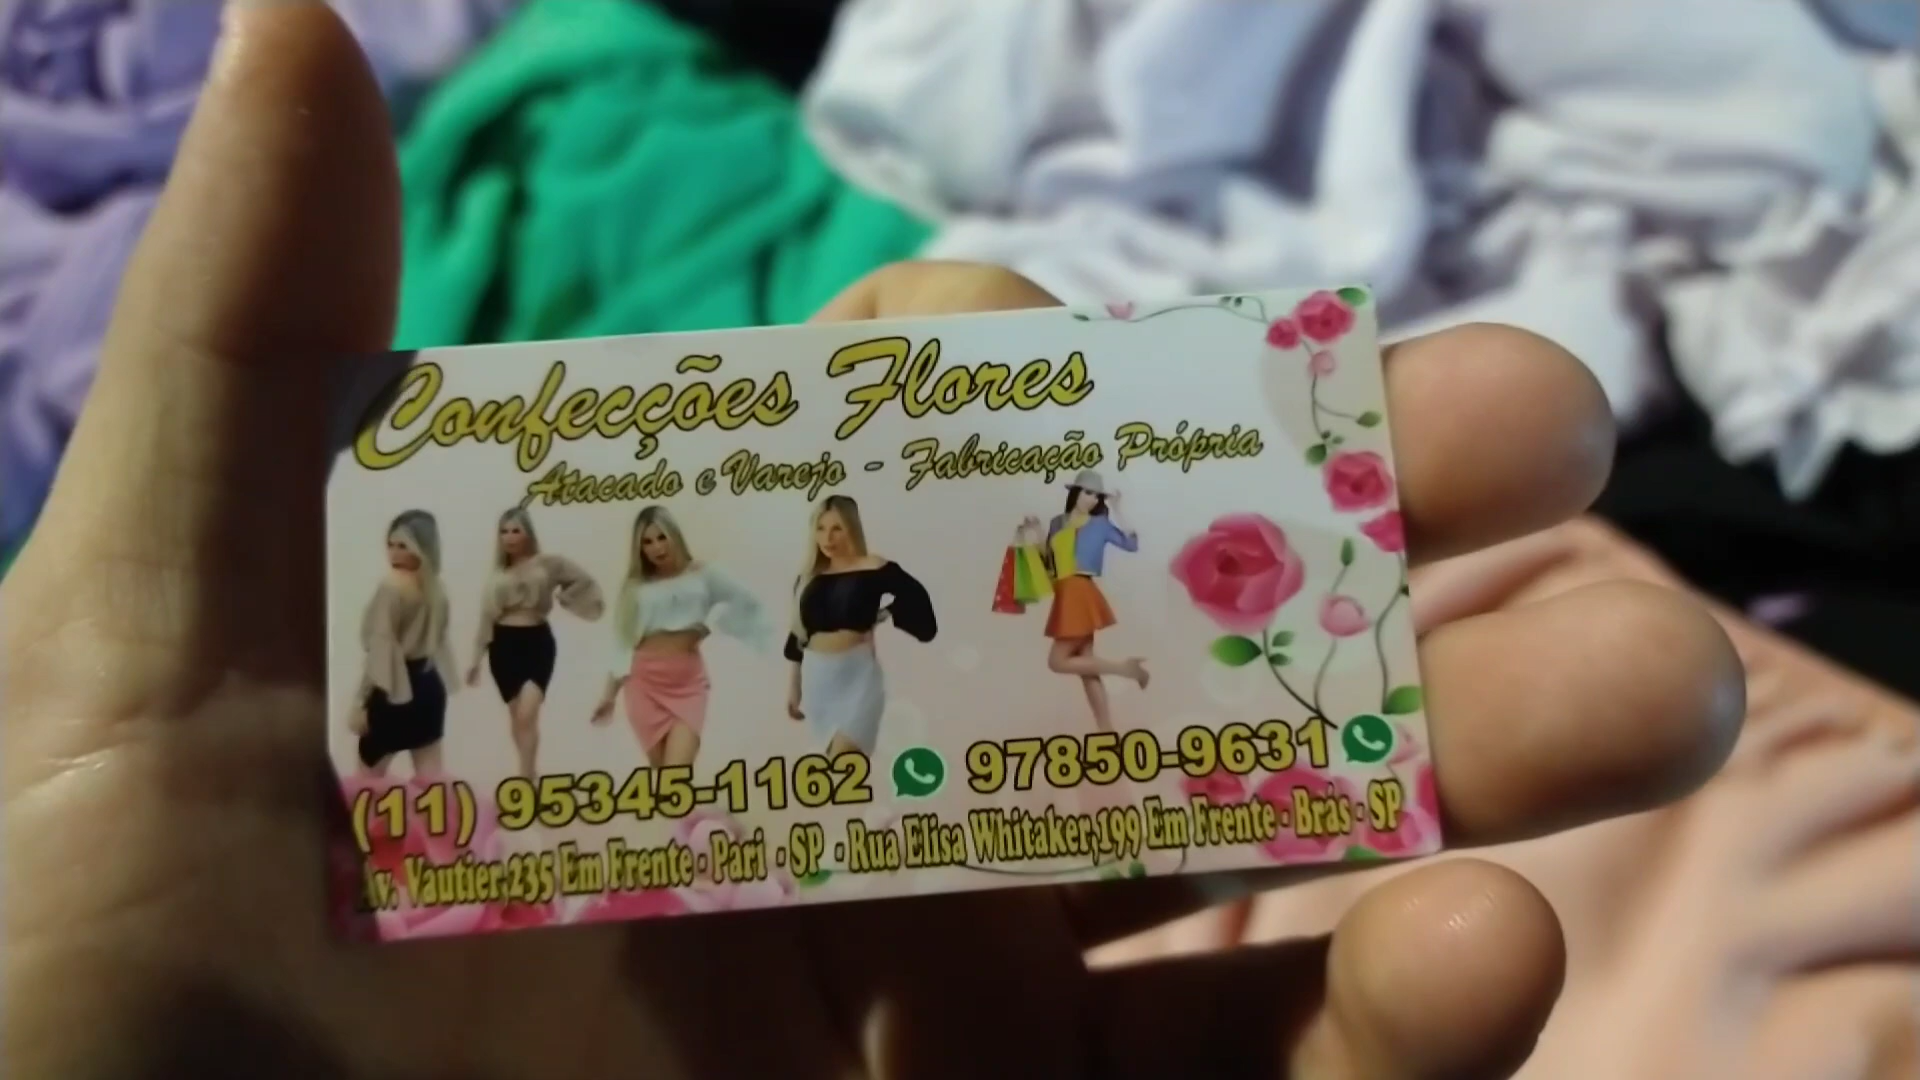 Confecções Flores
Atacado e Varejo - Fabricação Própria
(11) 95345-1162 97850-9631
Av. Vautier,235 Em Frente - Pari - SP - Rua Elisa Whitaker,199 Em Frente - Brás - SP